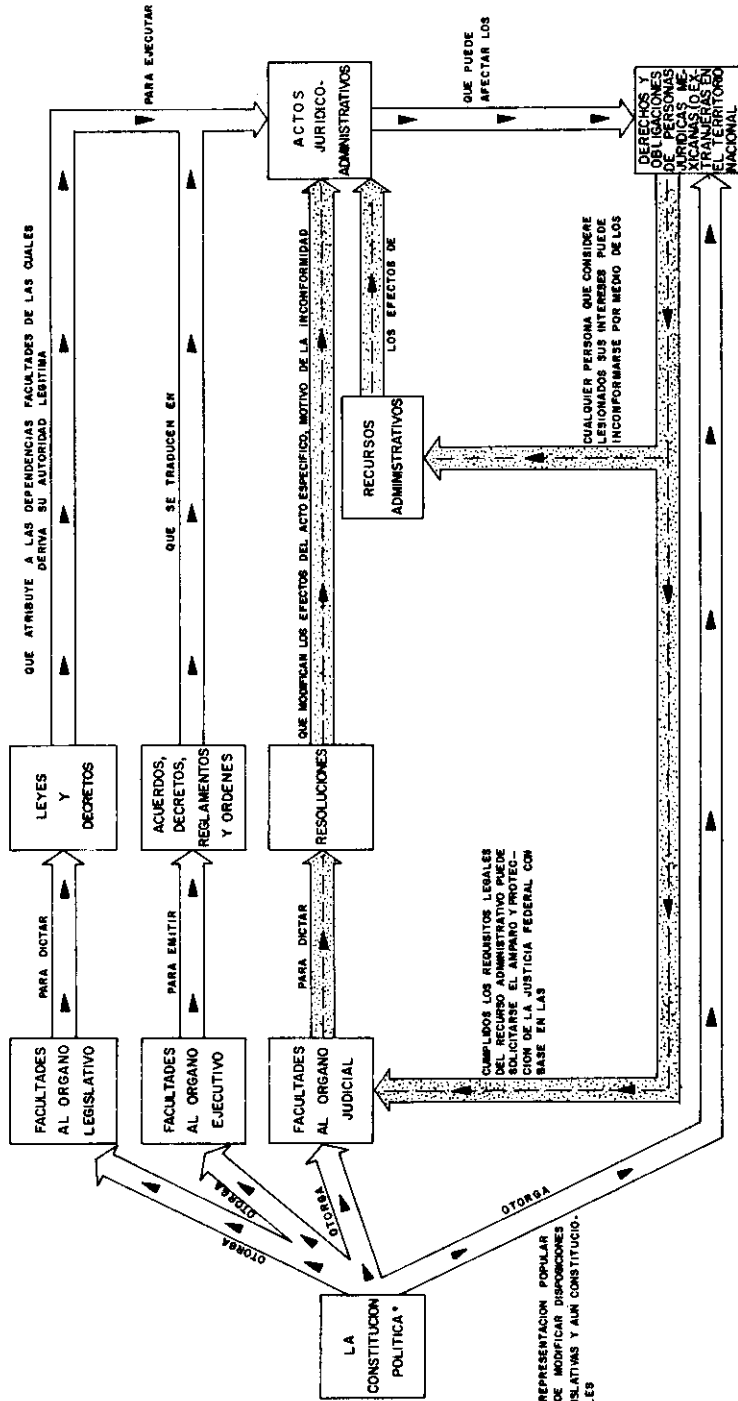 LA
CONSTITUCION
POLITICA*
OTORGA
OTORGA
OTORGA
OTORGA
FACULTADES
AL ORGANO
LEGISLATIVO
PARA DICTAR
LEYES
Y
DECRETOS
QUE ATRIBUYE A LAS DEPENDENCIAS FACULTADES DE LAS CUALES
DERIVA SU AUTORIDAD LEGITIMA
PARA EJECUTAR
FACULTADES
AL ORGANO
EJECUTIVO
PARA EMITIR
ACUERDOS,
DECRETOS,
REGLAMENTOS
Y ORDENES
QUE SE TRADUCEN EN
FACULTADES
AL ORGANO
JUDICIAL
PARA DICTAR
RESOLUCIONES
QUE MODIFICAN LOS EFECTOS DEL ACTO ESPECIFICO, MOTIVO DE LA INCONFORMIDAD
ACTOS
JURIDICO-
ADMINISTRATIVOS
RECURSOS
ADMINISTRATIVOS
LOS EFECTOS DE
QUE PUEDE
AFECTAR LOS
CUMPLIDOS LOS REQUISITOS LEGALES
DEL RECURSO ADMINISTRATIVO PUEDE
SOLICITARSE EL AMPARO Y PROTEC-
CION DE LA JUSTICIA FEDERAL CON
BASE EN LAS
CUALQUIER PERSONA QUE CONSIDERE
LESIONADOS SUS INTERESES PUEDE
INCONFORMARSE POR MEDIO DE LOS
DERECHOS Y
OBLIGACIONES
DE PERSONAS
JURIDICAS ME-
XICANAS (O EX-
TRANJERAS EN
EL TERRITORIO
NACIONAL
REPRESENTACION POPULAR
DE MODIFICAR DISPOSICIONES
ISLATIVAS Y AUN CONSTITUCIO-
LES